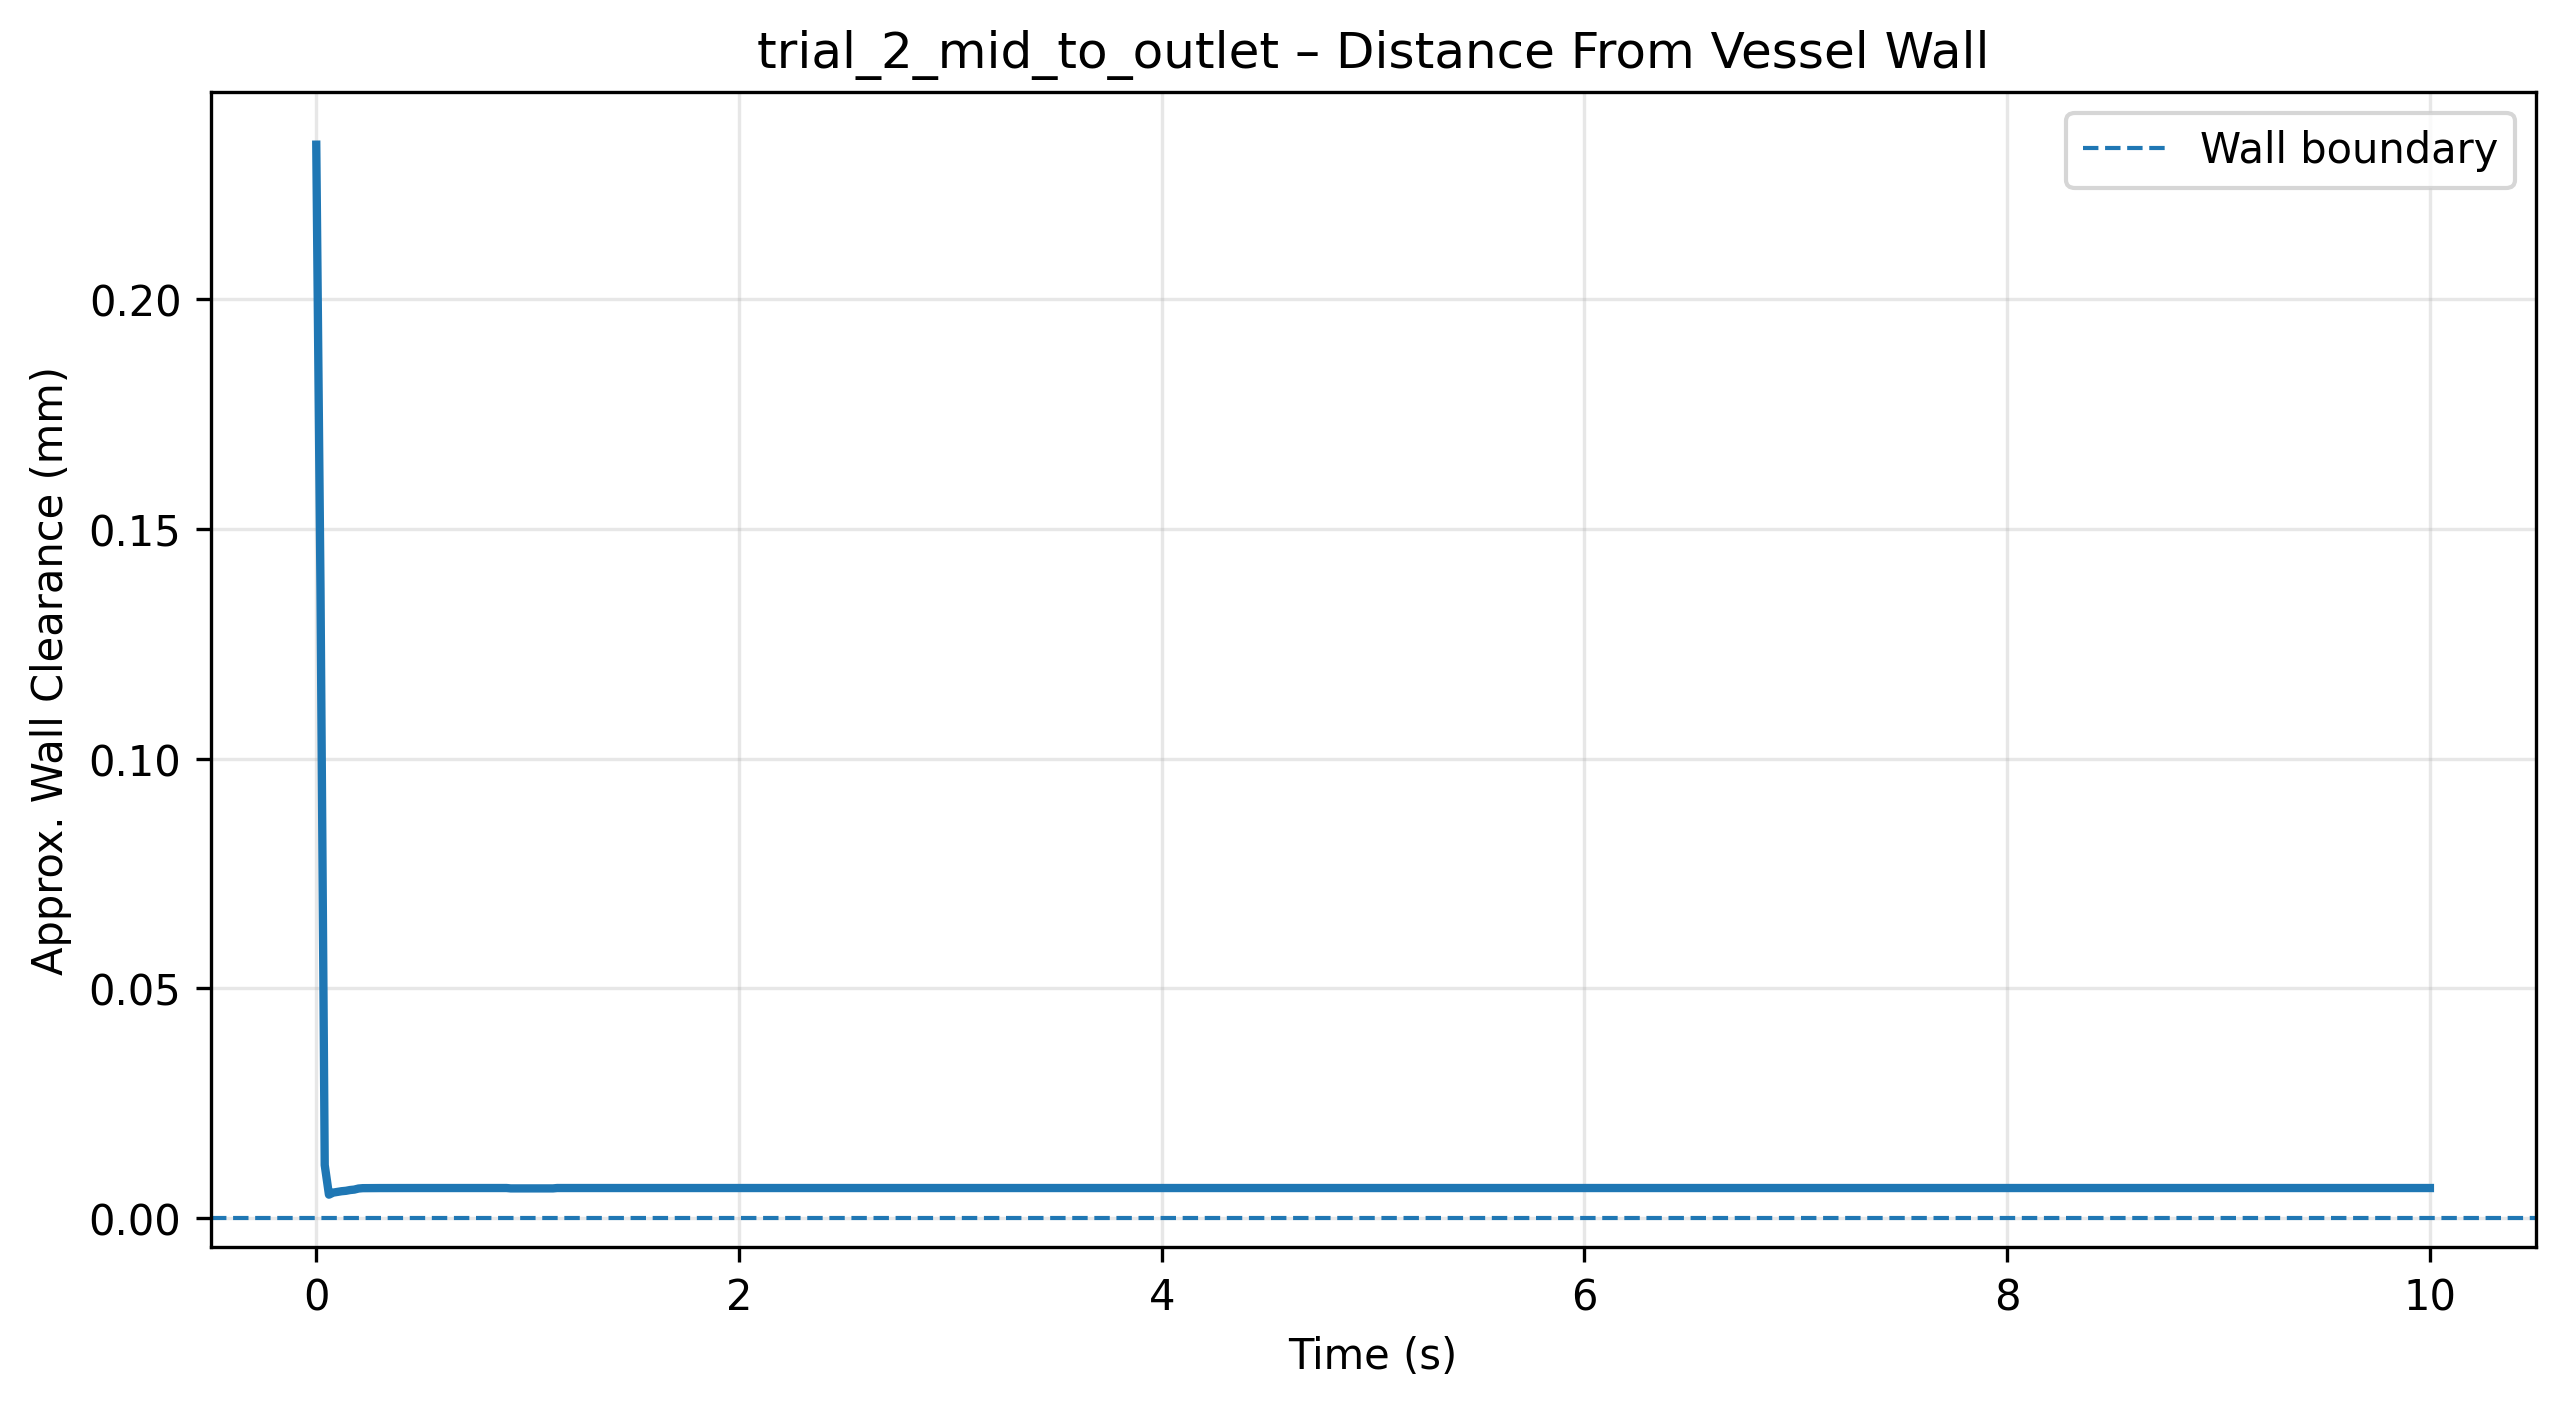 trial_2_mid_to_outlet – Distance From Vessel Wall
Wall boundary
Approx. Wall Clearance (mm)
0.20
0.15
0.10
0.05
0.00
0 2 4 6 8 10
Time (s)